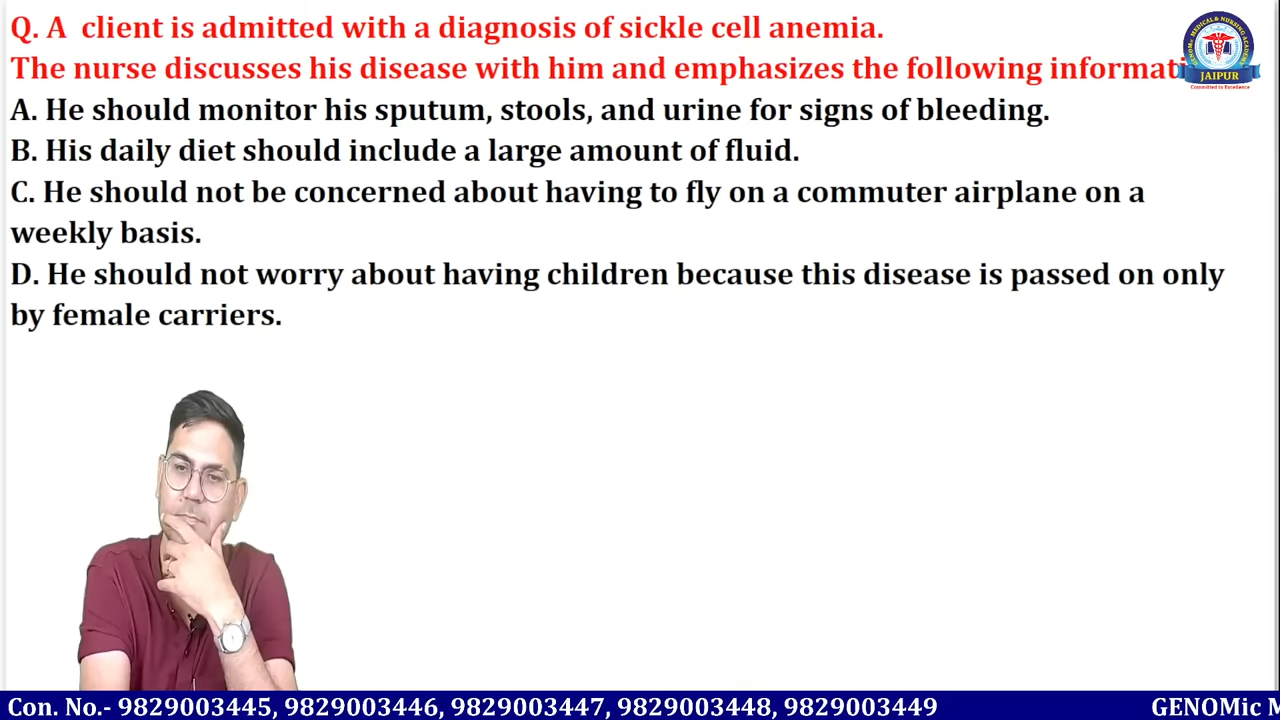 Q. A client is admitted with a diagnosis of sickle cell anemia.
The nurse discusses his disease with him and emphasizes the following informati
A. He should monitor his sputum, stools, and urine for signs of bleeding.
B. His daily diet should include a large amount of fluid.
C. He should not be concerned about having to fly on a commuter airplane on a
weekly basis.
D. He should not worry about having children because this disease is passed on only
by female carriers.
JAIPUR
Committed to Excellence
Con. No.- 9829003445, 9829003446, 9829003447, 9829003448, 9829003449
GENOMic M